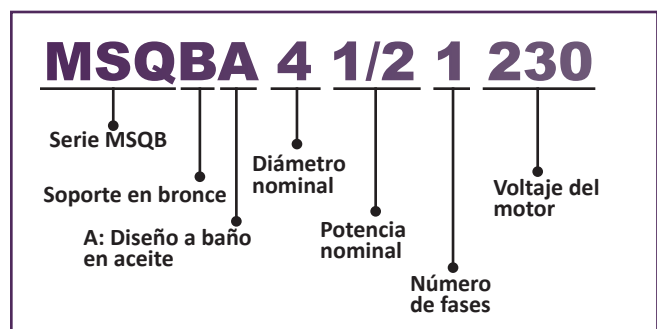 MSQBA 4 1/2 1 230
Serie MSQB
Soporte en bronce
A: Diseño a baño
en aceite
Diámetro
nominal
Potencia
nominal
Número
de fases
Voltaje del
motor